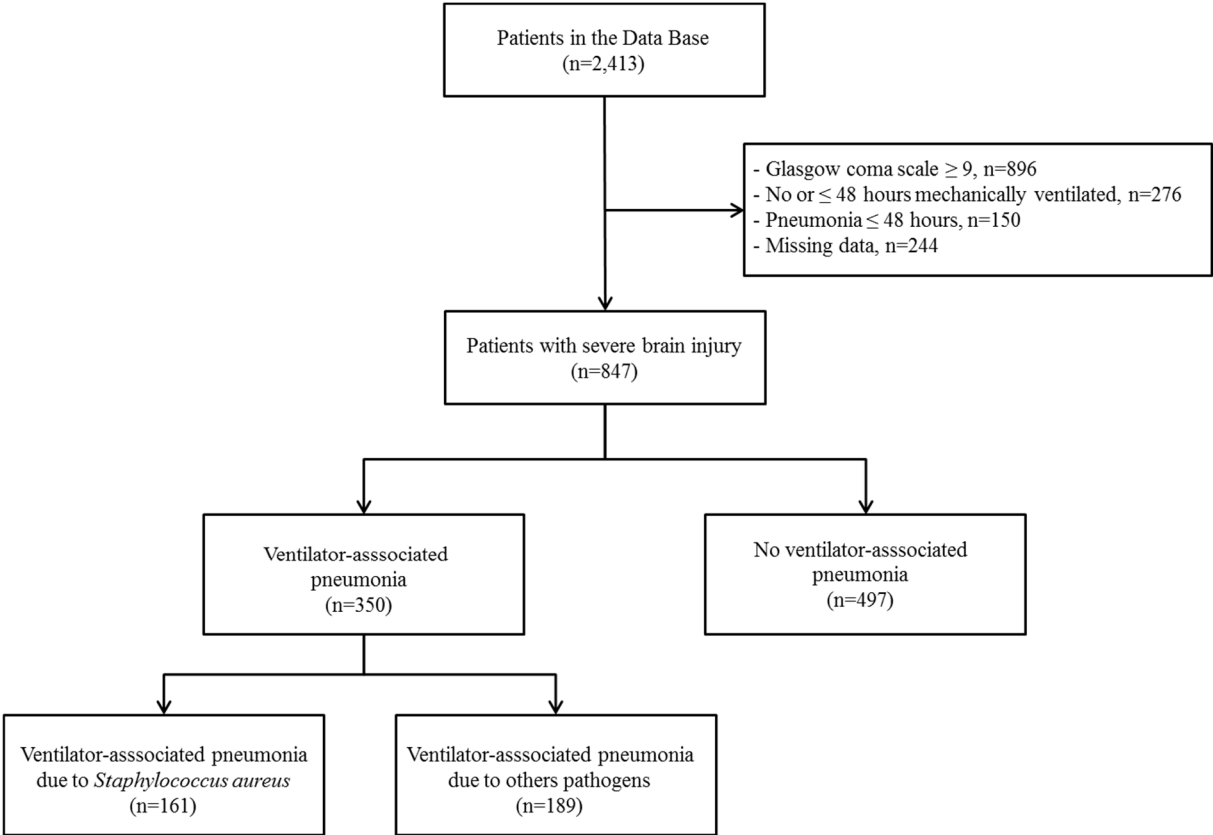 Patients in the Data Base
(n=2,413)
- Glasgow coma scale ≥ 9, n=896
- No or ≤ 48 hours mechanically ventilated, n=276
- Pneumonia ≤ 48 hours, n=150
- Missing data, n=244
Patients with severe brain injury
(n=847)
Ventilator-asssociated
pneumonia
(n=350)
No ventilator-asssociated
pneumonia
(n=497)
Ventilator-asssociated pneumonia
due to Staphylococcus aureus
(n=161)
Ventilator-asssociated pneumonia
due to others pathogens
(n=189)